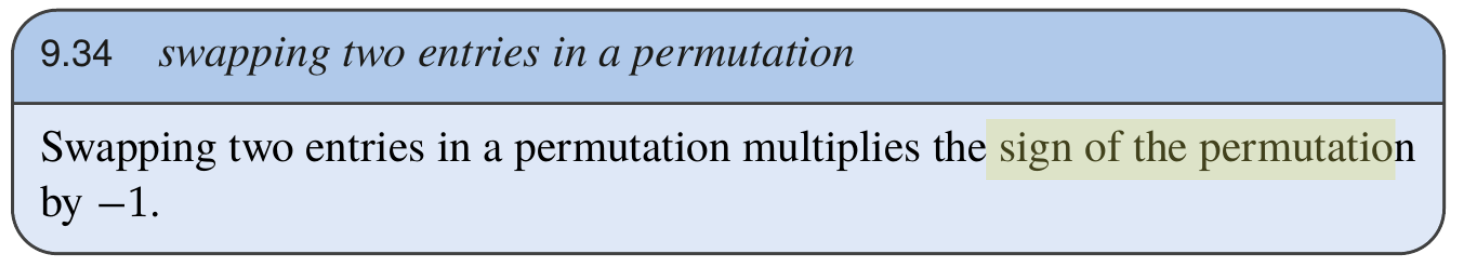 9.34 swapping two entries in a permutation
Swapping two entries in a permutation multiplies the sign of the permutation
by −1.